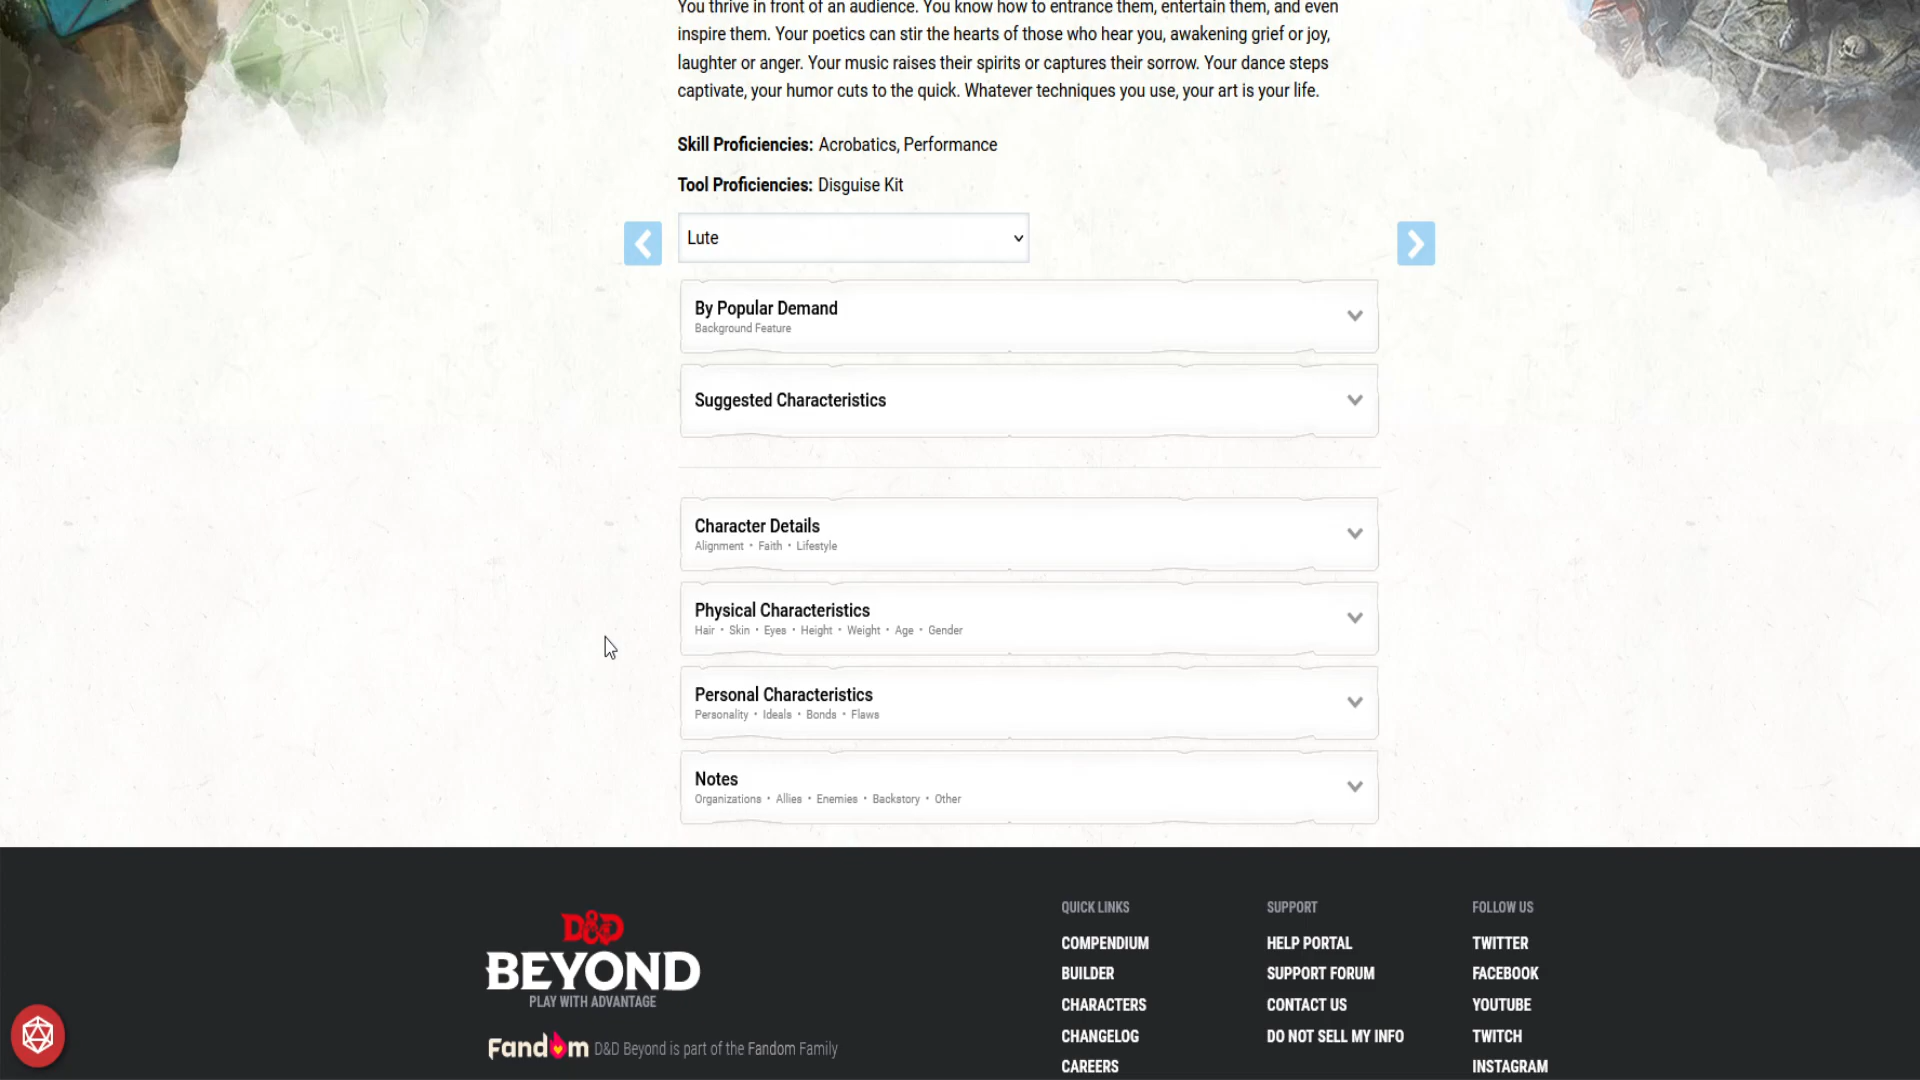 You thrive in front of an audience. You know how to entrance them, entertain them, and even
inspire them. Your poetics can stir the hearts of those who hear you, awakening grief or joy,
laughter or anger. Your music raises their spirits or captures their sorrow. Your dance steps
captivate, your humor cuts to the quick. Whatever techniques you use, your art is your life.
Skill Proficiencies: Acrobatics, Performance
Tool Proficiencies: Disguise Kit
Lute
By Popular Demand
Background Feature
Suggested Characteristics
Character Details
Alignment • Faith • Lifestyle
Physical Characteristics
Hair • Skin • Eyes • Height • Weight • Age • Gender
Personal Characteristics
Personality • Ideals • Bonds • Flaws
Notes
Organizations • Allies • Enemies • Backstory • Other
D&D
BEYOND
PLAY WITH ADVANTAGE
Fandom D&D Beyond is part of the Fandom Family
QUICK LINKS
COMPENDIUM
BUILDER
CHARACTERS
CHANGELOG
CAREERS
SUPPORT
HELP PORTAL
SUPPORT FORUM
CONTACT US
DO NOT SELL MY INFO
FOLLOW US
TWITTER
FACEBOOK
YOUTUBE
TWITCH
INSTAGRAM